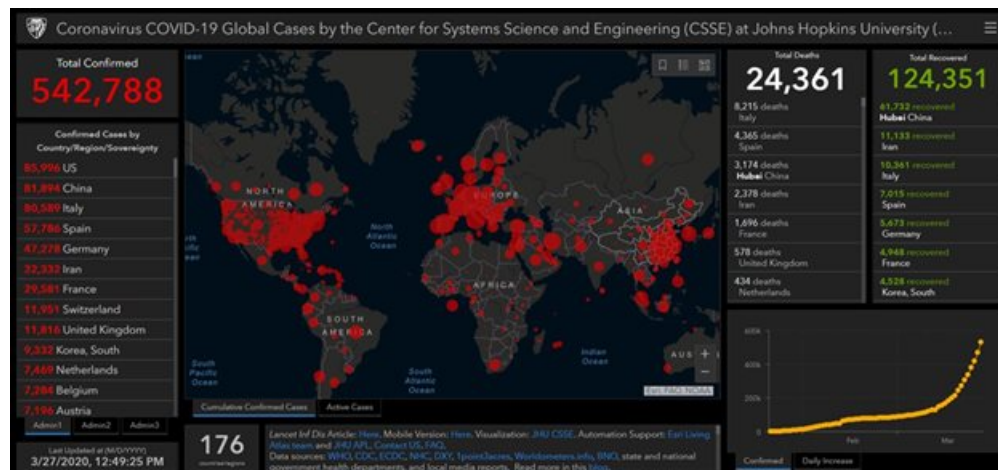 Coronavirus COVID-19 Global Cases by the Center for Systems Science and Engineering (CSSE) at Johns Hopkins University (...
Total Confirmed
542,788
Confirmed Cases by
Country/Region/Sovereignty
85,996 US
81,894 China
80,589 Italy
57,786 Spain
47,278 Germany
32,332 Iran
29,581 France
11,951 Switzerland
11,816 United Kingdom
9,332 Korea, South
7,469 Netherlands
7,284 Belgium
7,196 Austria
Admin1 Admin2 Admin3
Last Updated at (M/D/YYYY)
3/27/2020, 12:49:25 PM
NORTH
AMERICA
EUROPE
ASIA
North
Atlantic
Ocean
AFRICA
SOUTH
AMERICA
Indian
Ocean
AUS
South
Pacific
Ocean
South
Atlantic
Ocean
+
−
Esri, FAO, NOAA
Cumulative Confirmed Cases Active Cases
176
countries/regions
Lancet Inf Dis Article: Here. Mobile Version: Here. Visualization: JHU CSSE. Automation Support: Esri Living
Atlas team and JHU APL. Contact US. FAQ.
Data sources: WHO, CDC, ECDC, NHC, DXY, 1point3acres, Worldometers.info, BNO, state and national
government health departments, and local media reports. Read more in this blog.
Total Deaths
24,361
8,215 deaths
Italy
4,365 deaths
Spain
3,174 deaths
Hubei China
2,378 deaths
Iran
1,696 deaths
France
578 deaths
United Kingdom
434 deaths
Netherlands
Total Recovered
124,351
61,732 recovered
Hubei China
11,133 recovered
Iran
10,361 recovered
Italy
7,015 recovered
Spain
5,673 recovered
Germany
4,948 recovered
France
4,528 recovered
Korea, South
600k
400k
200k
0
Feb Mar
Confirmed Daily Increase